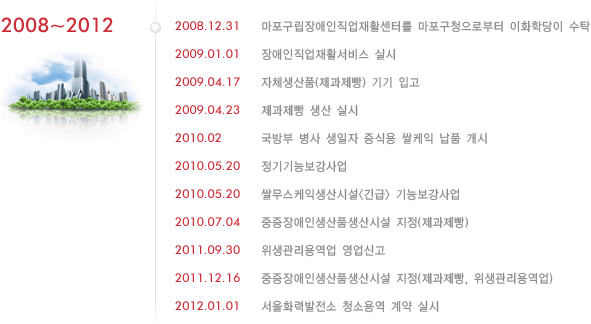 2008~2012
2008.12.31 마포구립장애인직업재활센터를 마포구청으로부터 이화학당이 수탁
2009.01.01 장애인직업재활서비스 실시
2009.04.17 자체생산품(제과제빵) 기기 입고
2009.04.23 제과제빵 생산 실시
2010.02 국방부 병사 생일자 증식용 쌀케익 납품 개시
2010.05.20 정기기능보강사업
2010.05.20 쌀무스케익생산시설<긴급> 기능보강사업
2010.07.04 중증장애인생산품생산시설 지정(제과제빵)
2011.09.30 위생관리용역업 영업신고
2011.12.16 중증장애인생산품생산시설 지정(제과제빵, 위생관리용역업)
2012.01.01 서울화력발전소 청소용역 계약 실시